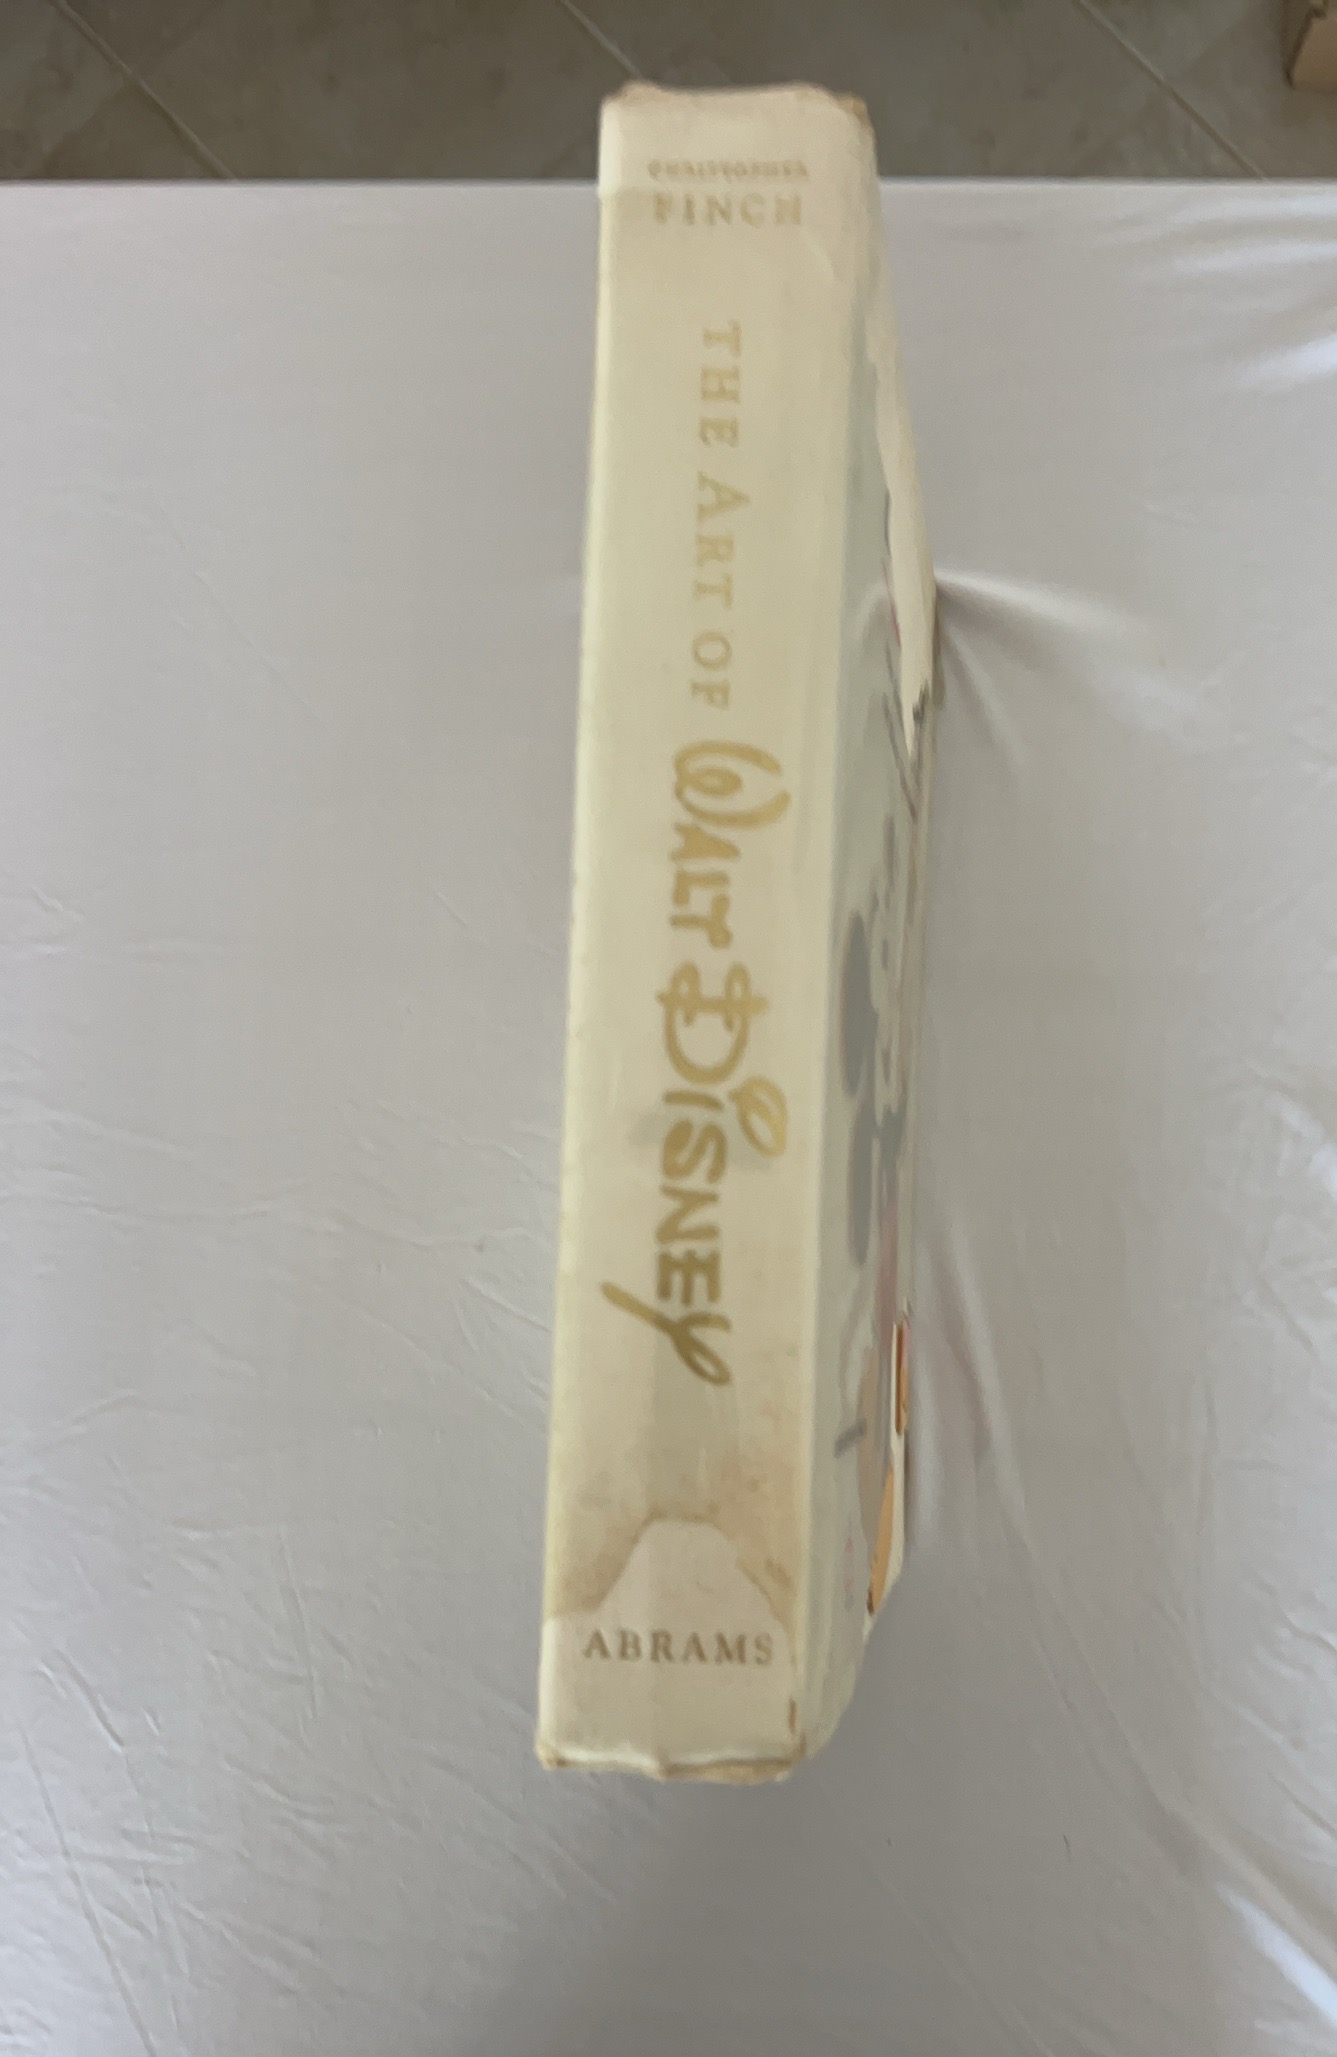 CHRISTOPHER
FINCH
THE ART OF WALT DISNEY
ABRAMS